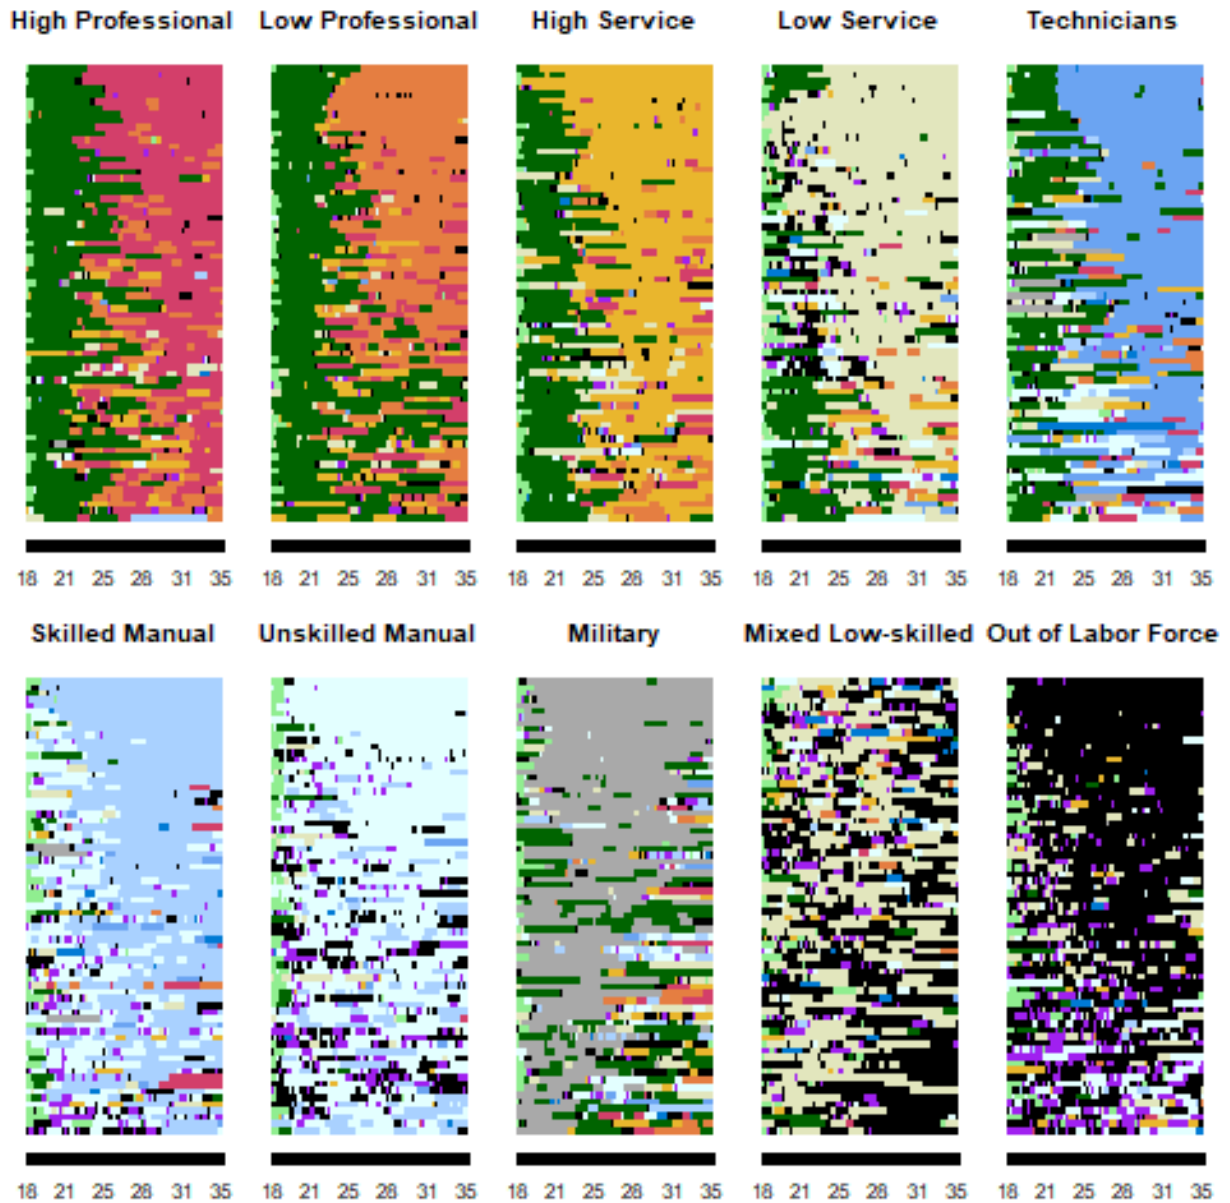 High Professional Low Professional High Service Low Service Technicians
18 21 25 28 31 35 18 21 25 28 31 35 18 21 25 28 31 35 18 21 25 28 31 35 18 21 25 28 31 35
Skilled Manual Unskilled Manual Military Mixed Low-skilled Out of Labor Force
18 21 25 28 31 35 18 21 25 28 31 35 18 21 25 28 31 35 18 21 25 28 31 35 18 21 25 28 31 35